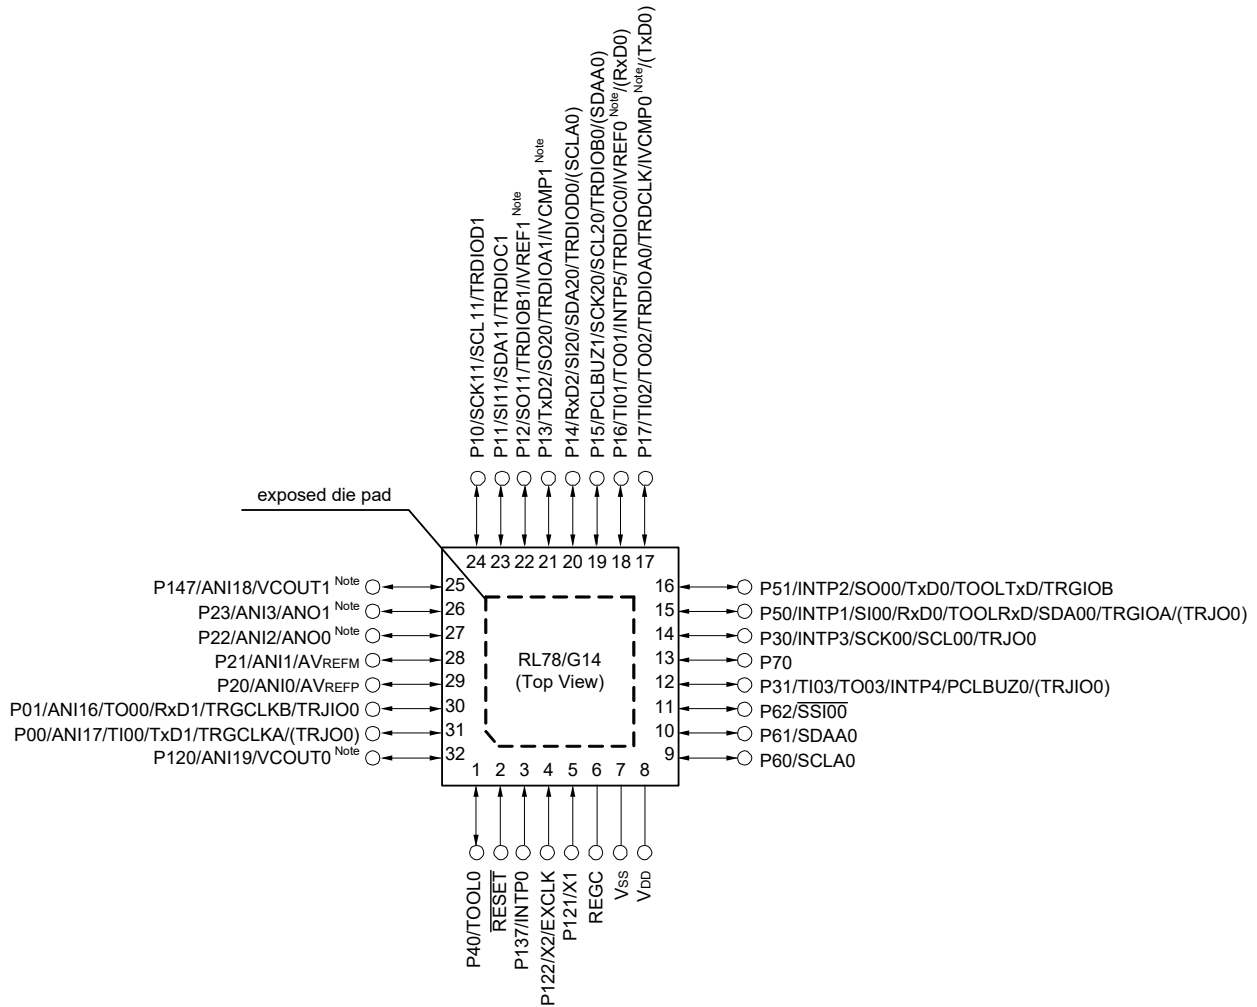 P10/SCK11/SCL11/TRDIOD1
P11/SI11/SDA11/TRDIOC1
P12/SO11/TRDIOB1/IVREF1 Note
P13/TxD2/SO20/TRDIOA1/IVCMP1 Note
P14/RxD2/SI20/SDA20/TRDIOD0/(SCLA0)
P15/PCLBUZ1/SCK20/SCL20/TRDIOB0/(SDAA0)
P16/TI01/TO01/INTP5/TRDIOC0/IVREF0 Note/(RxD0)
P17/TI02/TO02/TRDIOA0/TRDCLK/IVCMP0 Note/(TxD0)
exposed die pad
24 23 22 21 20 19 18 17
P147/ANI18/VCOUT1 Note 25
P23/ANI3/ANO1 Note 26
P22/ANI2/ANO0 Note 27
P21/ANI1/AVREFM 28
P20/ANI0/AVREFP 29
P01/ANI16/TO00/RxD1/TRGCLKB/TRJIO0 30
P00/ANI17/TI00/TxD1/TRGCLKA/(TRJO0) 31
P120/ANI19/VCOUT0 Note 32
RL78/G14
(Top View)
16 P51/INTP2/SO00/TxD0/TOOLTxD/TRGIOB
15 P50/INTP1/SI00/RxD0/TOOLRxD/SDA00/TRGIOA/(TRJO0)
14 P30/INTP3/SCK00/SCL00/TRJO0
13 P70
12 P31/TI03/TO03/INTP4/PCLBUZ0/(TRJIO0)
11 P62/SSI00
10 P61/SDAA0
9 P60/SCLA0
1 2 3 4 5 6 7 8
P40/TOOL0
RESET
P137/INTP0
P122/X2/EXCLK
P121/X1
REGC
VSS
VDD